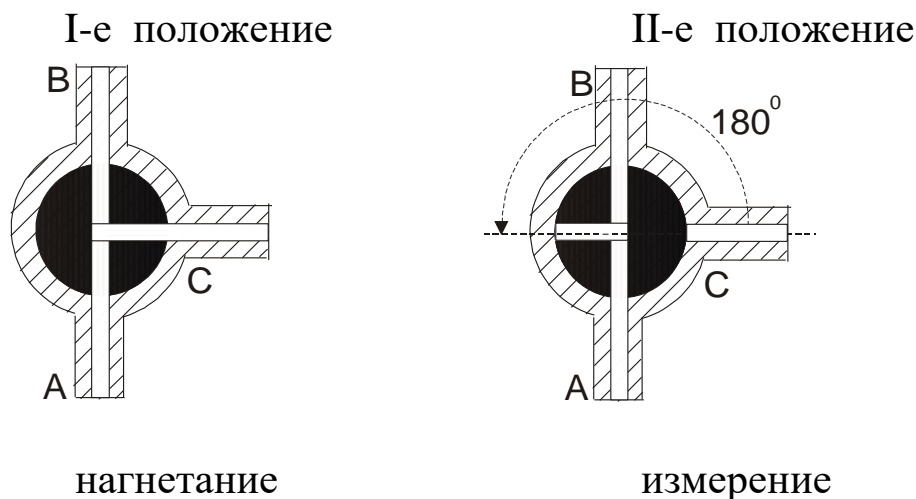 I-е положение
II-е положение
B
B
180⁰
C
C
A
A
нагнетание
измерение